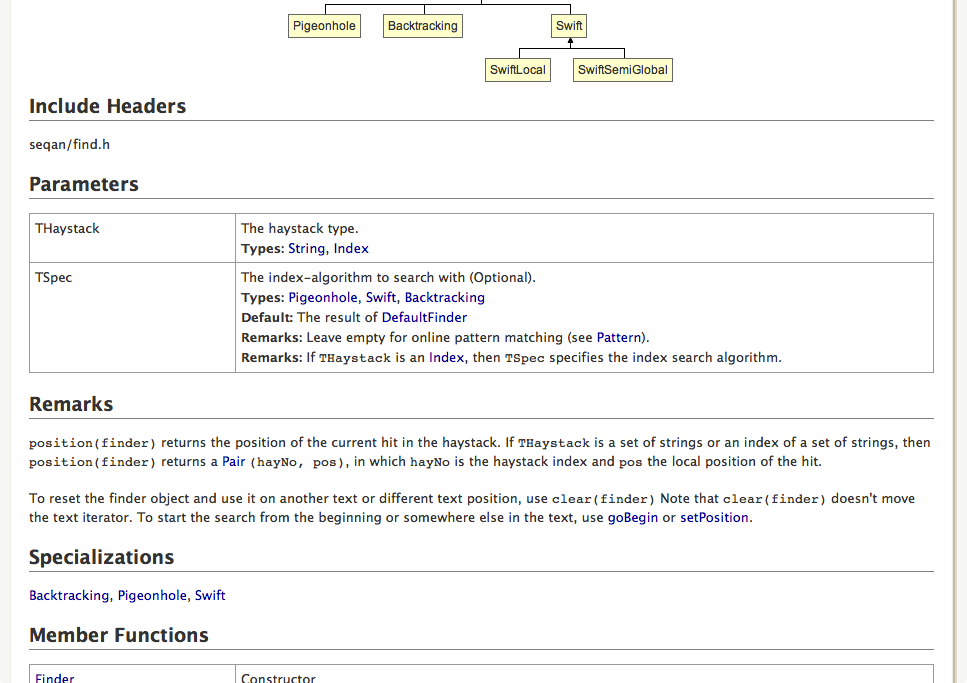 Pigeonhole
Backtracking
Swift
SwiftLocal
SwiftSemiGlobal
Include Headers
seqan/find.h
Parameters
THaystack
The haystack type.
Types: String, Index
TSpec
The index-algorithm to search with (Optional).
Types: Pigeonhole, Swift, Backtracking
Default: The result of DefaultFinder
Remarks: Leave empty for online pattern matching (see Pattern).
Remarks: If THaystack is an Index, then TSpec specifies the index search algorithm.
Remarks
position(finder) returns the position of the current hit in the haystack. If THaystack is a set of strings or an index of a set of strings, then
position(finder) returns a Pair (hayNo, pos), in which hayNo is the haystack index and pos the local position of the hit.
To reset the finder object and use it on another text or different text position, use clear(finder) Note that clear(finder) doesn't move
the text iterator. To start the search from the beginning or somewhere else in the text, use goBegin or setPosition.
Specializations
Backtracking, Pigeonhole, Swift
Member Functions
Finder
Constructor